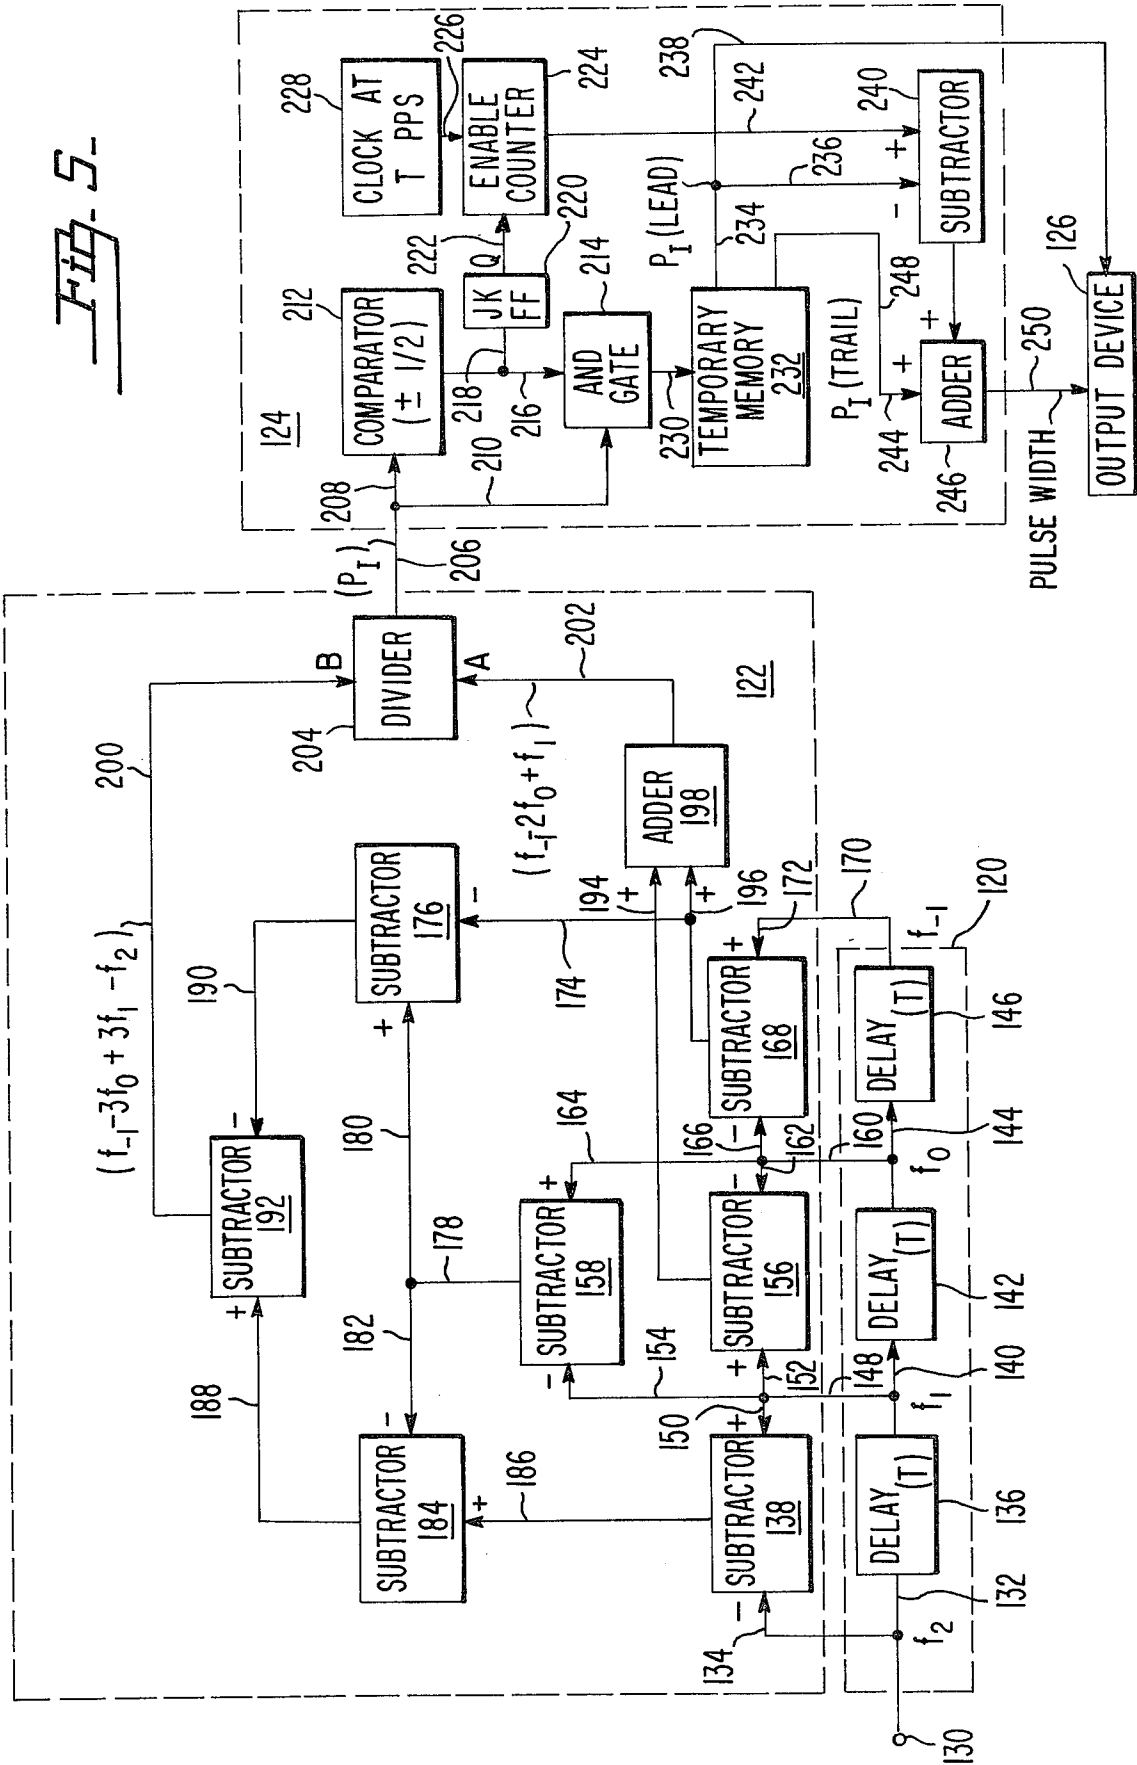 Fig. 5.
124
228
CLOCK AT
T PPS
226
ENABLE
COUNTER
224
222
Q
220
JK
FF
212
COMPARATOR
(± 1/2)
218
216
214
AND
GATE
208
210
230
TEMPORARY
MEMORY
232
P_I (LEAD)
234
236
238
242
240
+
-
SUBTRACTOR
P_I (TRAIL)
248
244
+
+
ADDER
246
250
PULSE WIDTH
126
OUTPUT DEVICE
(P_I)
206
122
200
B
DIVIDER
204
A
202
(f_-1 - 2f_0 + f_1)
(f_-1 - 3f_0 + 3f_1 - f_2)
190
-
SUBTRACTOR
192
+
188
SUBTRACTOR
176
-
+
174
180
182
178
-
SUBTRACTOR
184
+
186
ADDER
198
194
+
+
196
164
+
SUBTRACTOR
158
-
154
172
+
SUBTRACTOR
168
-
166
162
-
SUBTRACTOR
156
+
152
150
+
SUBTRACTOR
138
-
134
170
f_-1
120
DELAY
(T)
146
160
144
f_0
DELAY
(T)
142
148
140
f_1
DELAY
(T)
136
132
f_2
130